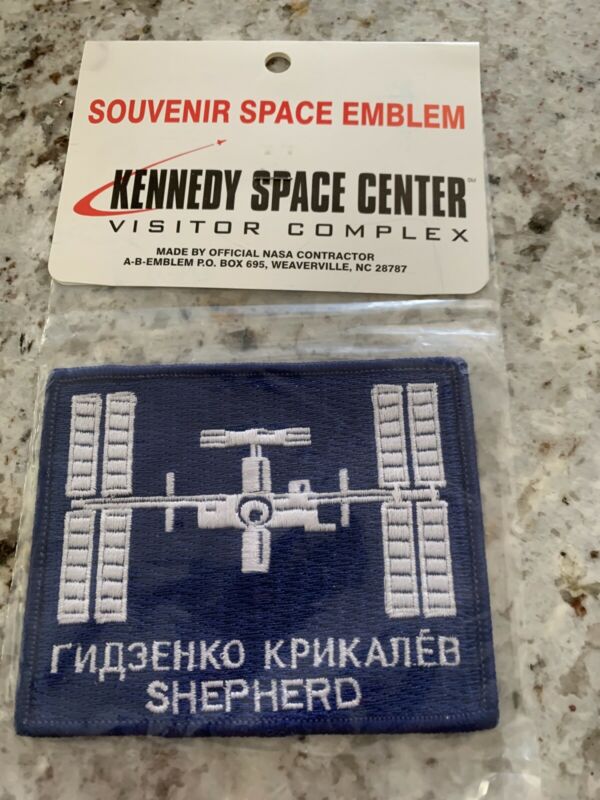 SOUVENIR SPACE EMBLEM
KENNEDY SPACE CENTER SM
VISITOR COMPLEX
MADE BY OFFICIAL NASA CONTRACTOR
A-B-EMBLEM P.O. BOX 695, WEAVERVILLE, NC 28787
ГИДЗЕНКО КРИКАЛЁВ
SHEPHERD